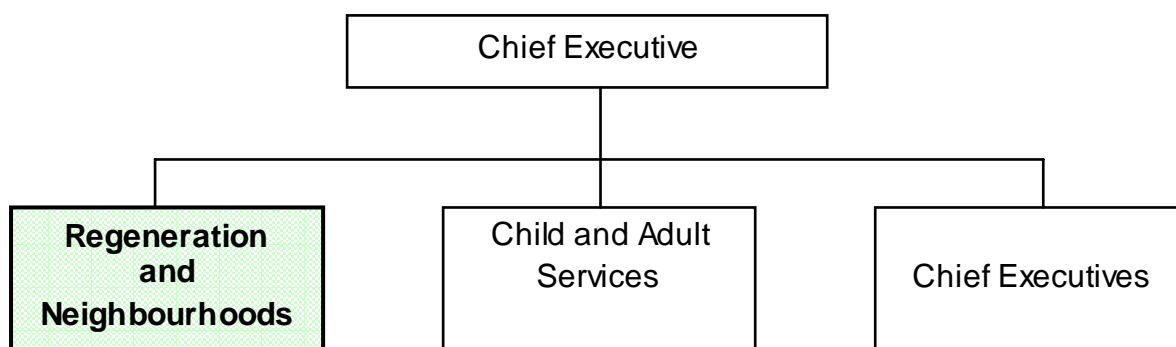 Chief Executive
Regeneration
and
Neighbourhoods
Child and Adult
Services
Chief Executives